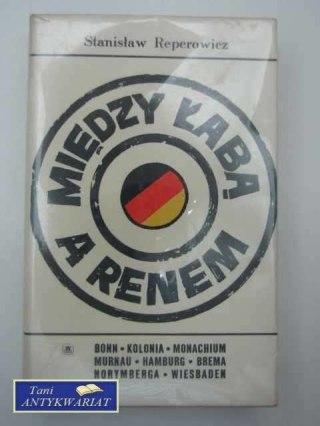 Stanisław Reperowicz
MIĘDZY ŁABĄ
A RENEM
BONN • KOLONIA • MONACHIUM
MURNAU • HAMBURG • BREMA
NORYMBERGA • WIESBADEN
Tani
ANTYKWARIAT